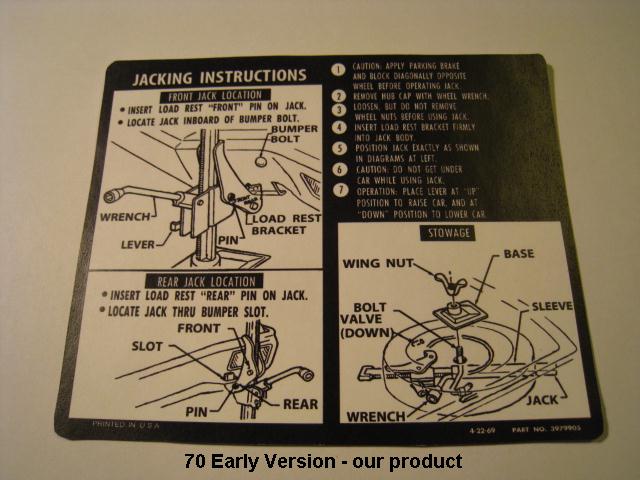 JACKING INSTRUCTIONS
FRONT JACK LOCATION
• INSERT LOAD REST "FRONT" PIN ON JACK.
• LOCATE JACK INBOARD OF BUMPER BOLT.
BUMPER
BOLT
WRENCH
LEVER
PIN
LOAD REST
BRACKET
REAR JACK LOCATION
• INSERT LOAD REST "REAR" PIN ON JACK.
• LOCATE JACK THRU BUMPER SLOT.
FRONT
SLOT
PIN
REAR
PRINTED IN U.S.A
1 CAUTION: APPLY PARKING BRAKE
AND BLOCK DIAGONALLY OPPOSITE
WHEEL BEFORE OPERATING JACK.
2 REMOVE HUB CAP WITH WHEEL WRENCH.
3 LOOSEN, BUT DO NOT REMOVE
WHEEL NUTS BEFORE USING JACK.
4 INSERT LOAD REST BRACKET FIRMLY
INTO JACK BODY.
5 POSITION JACK EXACTLY AS SHOWN
IN DIAGRAMS AT LEFT.
6 CAUTION: DO NOT GET UNDER
CAR WHILE USING JACK.
7 OPERATION: PLACE LEVER AT "UP"
POSITION TO RAISE CAR, AND AT
"DOWN" POSITION TO LOWER CAR.
STOWAGE
WING NUT
BASE
BOLT
VALVE
(DOWN)
SLEEVE
WRENCH
JACK
4-22-69 PART NO. 3979905
70 Early Version - our product